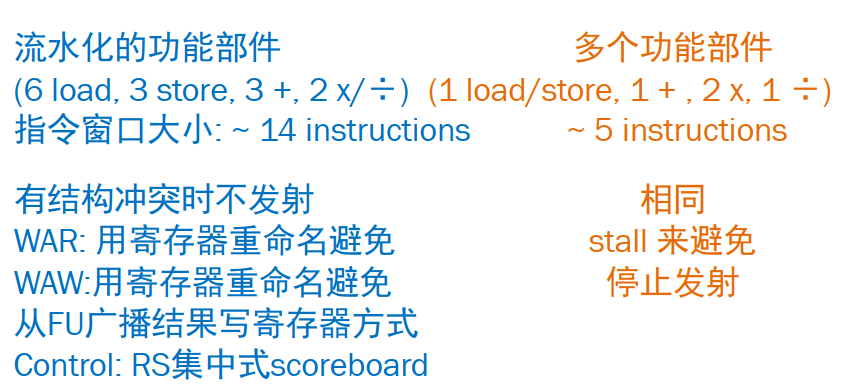 流水化的功能部件 多个功能部件
(6 load, 3 store, 3 +, 2 x/÷) (1 load/store, 1 + , 2 x, 1 ÷)
指令窗口大小: ~ 14 instructions ~ 5 instructions
有结构冲突时不发射 相同
WAR: 用寄存器重命名避免 stall 来避免
WAW:用寄存器重命名避免 停止发射
从FU广播结果写寄存器方式
Control: RS集中式scoreboard